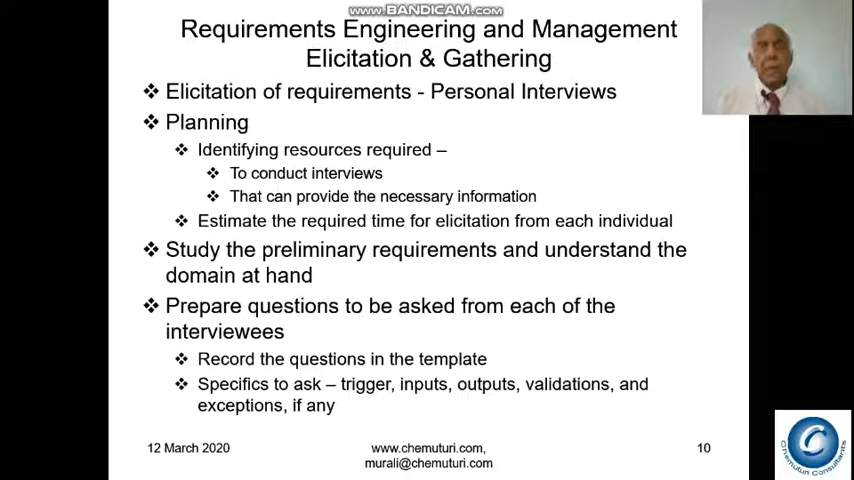 www.BANDICAM.com
Requirements Engineering and Management
Elicitation & Gathering
❖ Elicitation of requirements - Personal Interviews
❖ Planning
❖ Identifying resources required –
❖ To conduct interviews
❖ That can provide the necessary information
❖ Estimate the required time for elicitation from each individual
❖ Study the preliminary requirements and understand the
domain at hand
❖ Prepare questions to be asked from each of the
interviewees
❖ Record the questions in the template
❖ Specifics to ask – trigger, inputs, outputs, validations, and
exceptions, if any
12 March 2020
www.chemuturi.com,
murali@chemuturi.com
10
Chemuturi Consultants